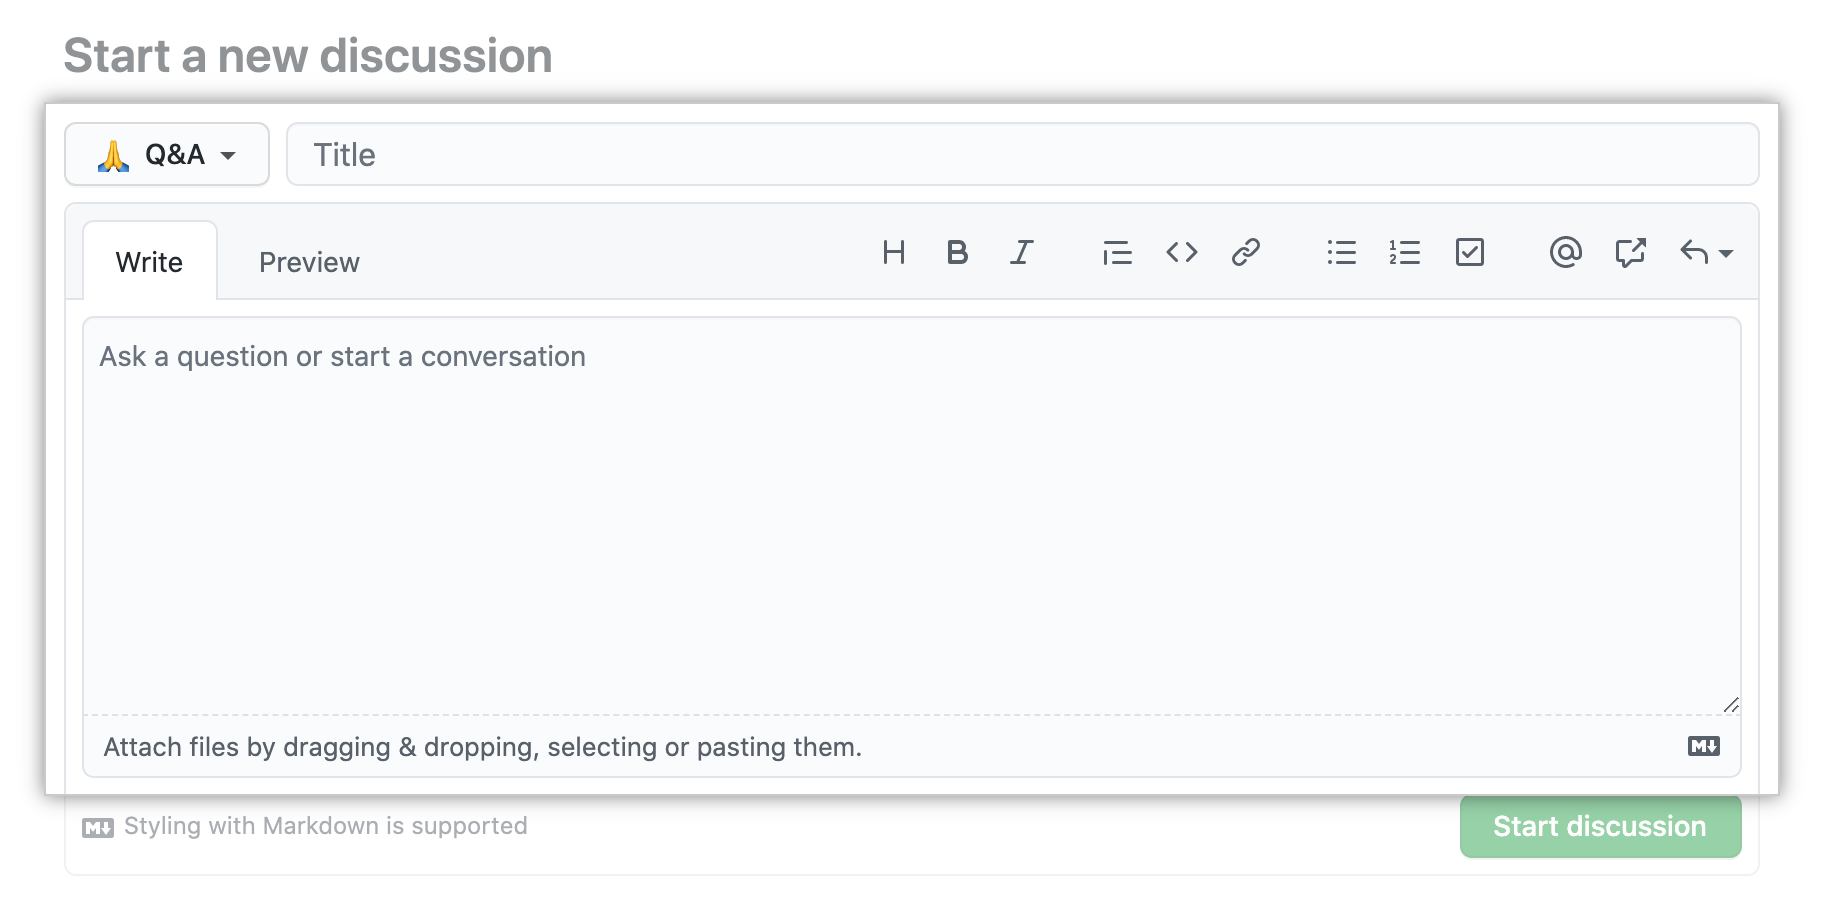 Start a new discussion
🙏 Q&A
Title
Write
Preview
H B I
Ask a question or start a conversation
Attach files by dragging & dropping, selecting or pasting them.
M↓
M↓ Styling with Markdown is supported
Start discussion